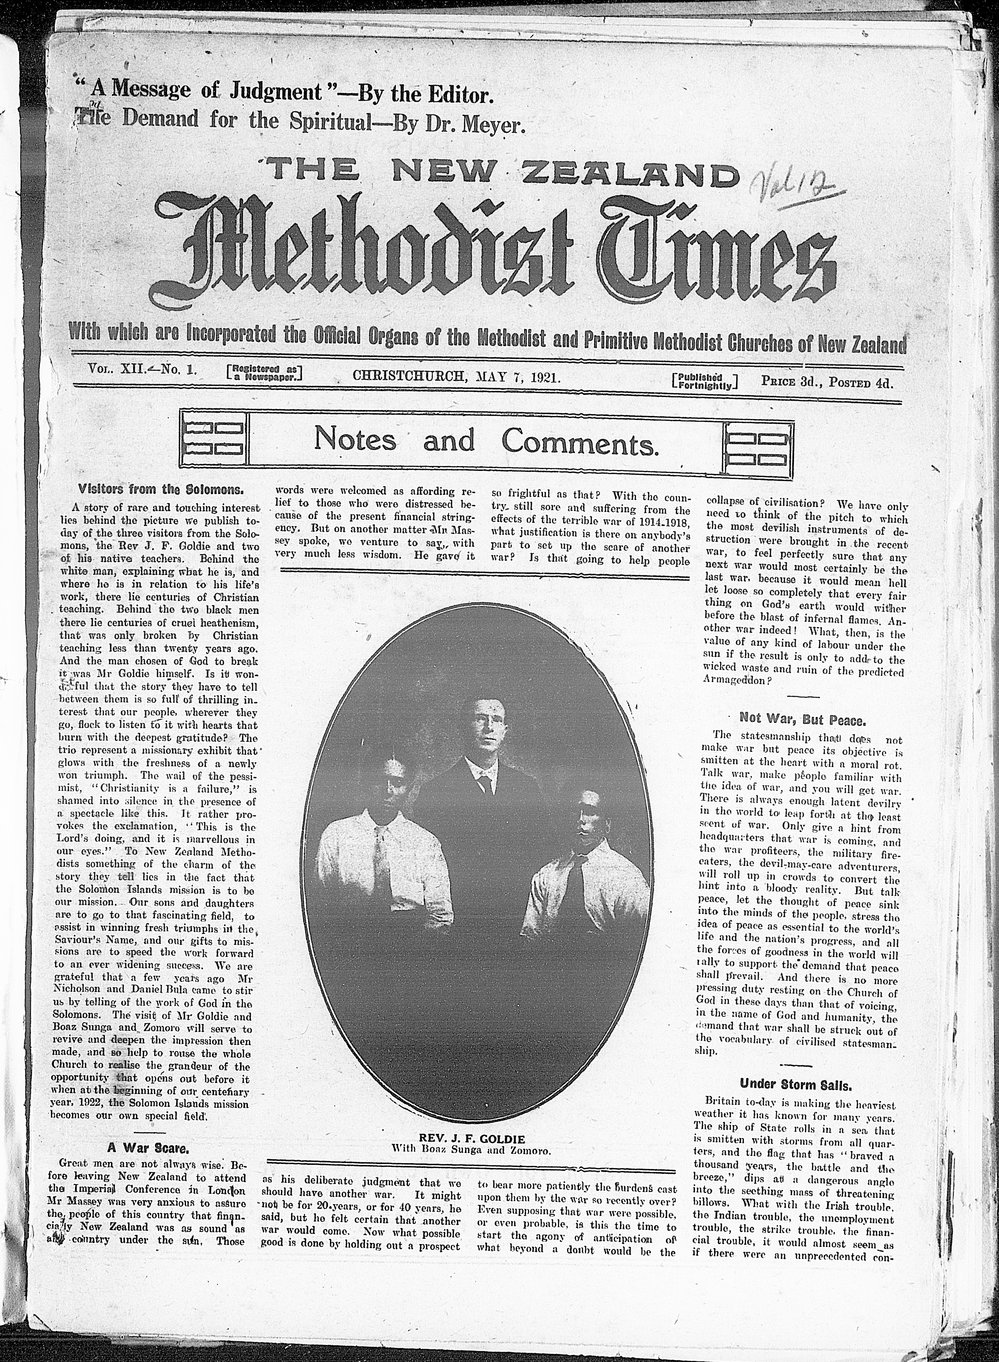 "A Message of Judgment"—By the Editor.
The Demand for the Spiritual—By Dr. Meyer.
THE NEW ZEALAND
Vol 12
Methodist Times
With which are Incorporated the Official Organs of the Methodist and Primitive Methodist Churches of New Zealand
Vol. XII.—No. 1. [Registered as a Newspaper.] CHRISTCHURCH, MAY 7, 1921. [Published Fortnightly] Price 3d., Posted 4d.
Notes and Comments.
Visitors from the Solomons.
A story of rare and touching interest
lies behind the picture we publish to-
day of the three visitors from the Solo-
mons, the Rev J. F. Goldie and two
of his native teachers. Behind the
white man, explaining what he is, and
where he is in relation to his life's
work, there lie centuries of Christian
teaching. Behind the two black men
there lie centuries of cruel heathenism,
that was only broken by Christian
teaching less than twenty years ago.
And the man chosen of God to break
it was Mr Goldie himself. Is it won-
derful that the story they have to tell
between them is so full of thrilling in-
terest that our people, wherever they
go, flock to listen to it with hearts that
burn with the deepest gratitude? The
trio represent a missionary exhibit that
glows with the freshness of a newly
won triumph. The wail of the pessi-
mist, "Christianity is a failure," is
shamed into silence in the presence of
a spectacle like this. It rather pro-
vokes the exclamation, "This is the
Lord's doing, and it is marvellous in
our eyes." To New Zealand Metho-
dists something of the charm of the
story they tell lies in the fact that
the Solomon Islands mission is to be
our mission. Our sons and daughters
are to go to that fascinating field, to
assist in winning fresh triumphs in the
Saviour's Name, and our gifts to mis-
sions are to speed the work forward
to an ever widening success. We are
grateful that a few years ago Mr
Nicholson and Daniel Bula came to stir
us by telling of the work of God in the
Solomons. The visit of Mr Goldie and
Boaz Sunga and Zomoro will serve to
revive and deepen the impression then
made, and so help to rouse the whole
Church to realise the grandeur of the
opportunity that opens out before it
when at the beginning of our centenary
year, 1922, the Solomon Islands mission
becomes our own special field.
A War Scare.
Great men are not always wise. Be-
fore leaving New Zealand to attend
the Imperial Conference in London
Mr Massey was very anxious to assure
the people of this country that finan-
cially New Zealand was as sound as
any country under the sun. Those
words were welcomed as affording re-
lief to those who were distressed be-
cause of the present financial string-
ency. But on another matter Mr Mas-
sey spoke, we venture to say, with
very much less wisdom. He gave it
as his deliberate judgment that we
should have another war. It might
not be for 20 years, or for 40 years, he
said, but he felt certain that another
war would come. Now what possible
good is done by holding out a prospect
so frightful as that? With the coun-
try still sore and suffering from the
effects of the terrible war of 1914-1918,
what justification is there on anybody's
part to set up the scare of another
war? Is that going to help people
to bear more patiently the burdens cast
upon them by the war so recently over?
Even supposing that war were possible,
or even probable, is this the time to
start the agony of anticipation of
what beyond a doubt would be the
collapse of civilisation? We have only
need to think of the pitch to which
the most devilish instruments of de-
struction were brought in the recent
war, to feel perfectly sure that any
next war would most certainly be the
last war, because it would mean hell
let loose so completely that every fair
thing on God's earth would wither
before the blast of infernal flames. An-
other war indeed! What, then, is the
value of any kind of labour under the
sun if the result is only to add to the
wicked waste and ruin of the predicted
Armageddon?
REV. J. F. GOLDIE
With Boaz Sunga and Zomoro.
Not War, But Peace.
The statesmanship that does not
make war but peace its objective is
smitten at the heart with a moral rot.
Talk war, make people familiar with
the idea of war, and you will get war.
There is always enough latent devilry
in the world to leap forth at the least
scent of war. Only give a hint from
headquarters that war is coming, and
the war profiteers, the military fire-
eaters, the devil-may-care adventurers,
will roll up in crowds to convert the
hint into a bloody reality. But talk
peace, let the thought of peace sink
into the minds of the people, stress the
idea of peace as essential to the world's
life and the nation's progress, and all
the forces of goodness in the world will
rally to support the demand that peace
shall prevail. And there is no more
pressing duty resting on the Church of
God in these days than that of voicing,
in the name of God and humanity, the
demand that war shall be struck out of
the vocabulary of civilised statesman-
ship.
Under Storm Sails.
Britain to-day is making the heaviest
weather it has known for many years.
The ship of State rolls in a sea that
is smitten with storms from all quar-
ters, and the flag that has "braved a
thousand years, the battle and the
breeze," dips at a dangerous angle
into the seething mass of threatening
billows. What with the Irish trouble,
the Indian trouble, the unemployment
trouble, the strike trouble, the finan-
cial trouble, it would almost seem as
if there were an unprecedented con-